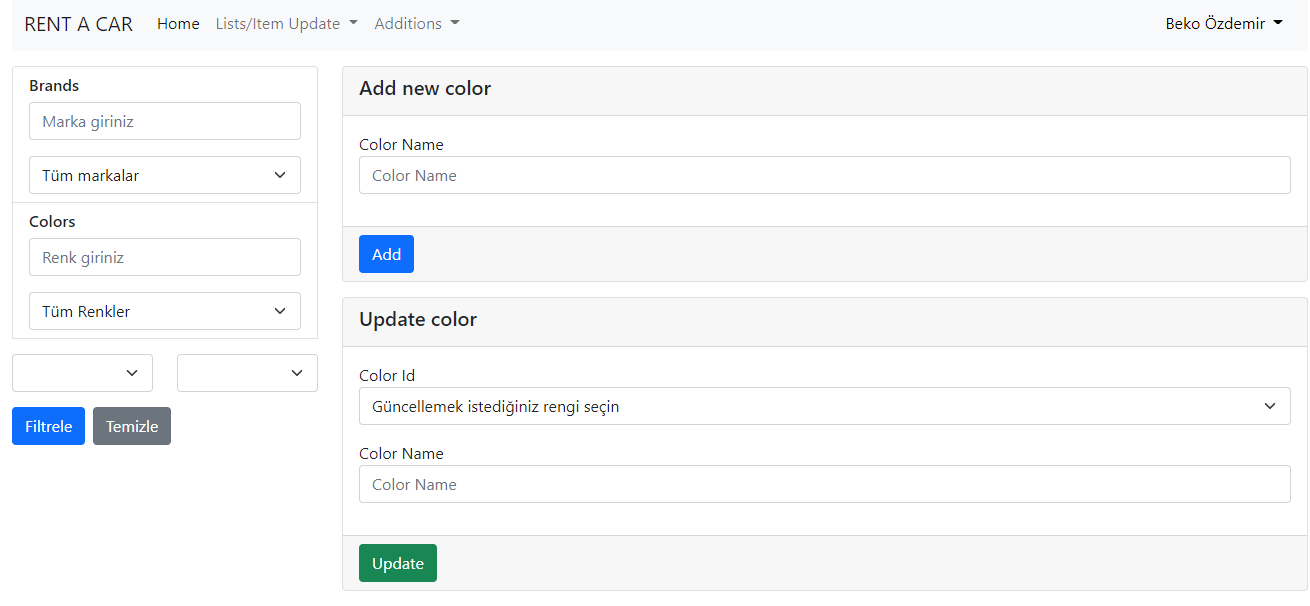 RENT A CAR Home Lists/Item Update Additions Beko Özdemir
Brands
Marka giriniz
Tüm markalar
Colors
Renk giriniz
Tüm Renkler
Filtrele Temizle
Add new color
Color Name
Color Name
Add
Update color
Color Id
Güncellemek istediğiniz rengi seçin
Color Name
Color Name
Update